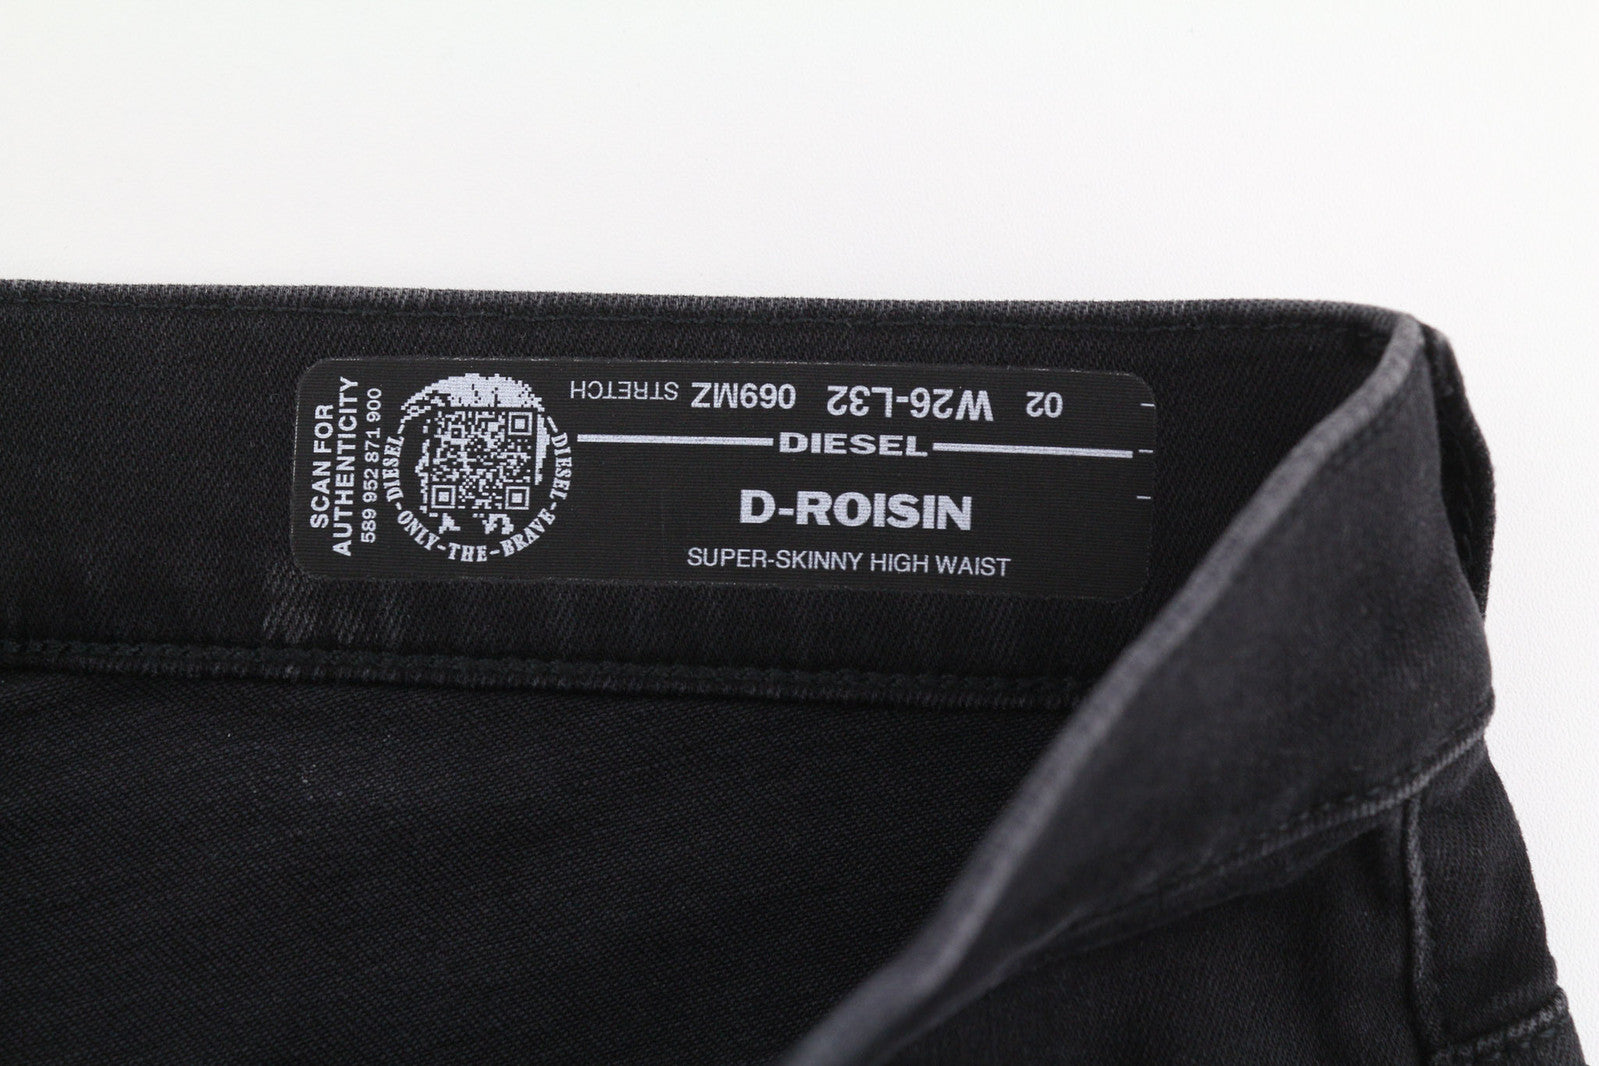 SCAN FOR
AUTHENTICITY
589 952 871 900
DIESEL-ONLY-THE-BRAVE-DIESEL
02 W26-L32 069MZ STRETCH
DIESEL
D-ROISIN
SUPER-SKINNY HIGH WAIST